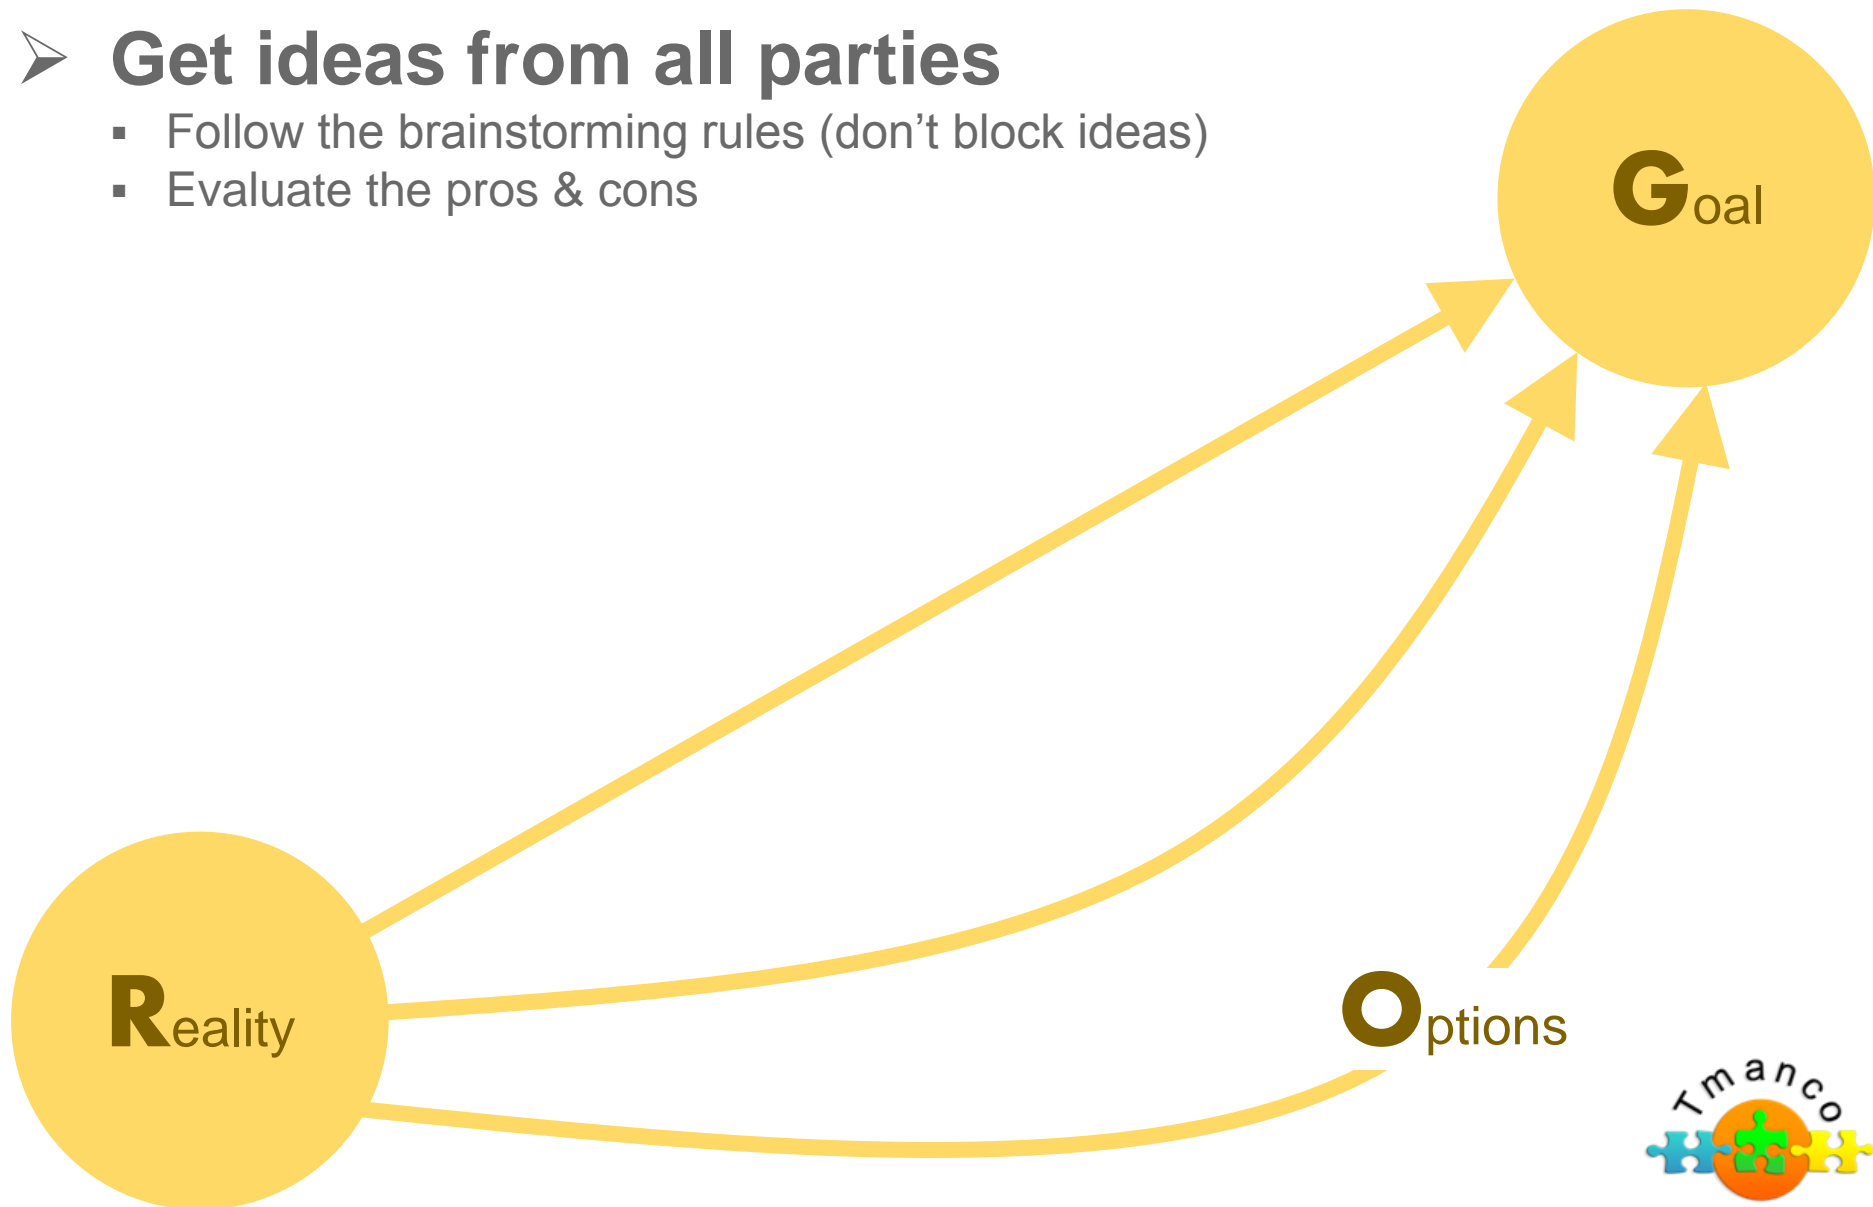 Get ideas from all parties
Follow the brainstorming rules (don’t block ideas)
Evaluate the pros & cons
Goal
Reality
Options
Tmanco